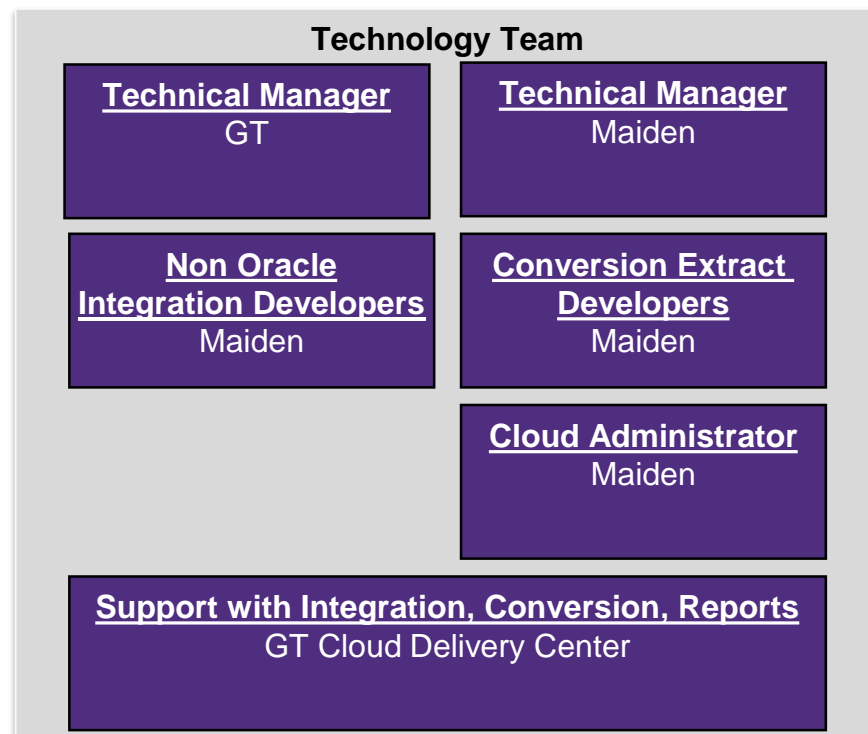 Technology Team
Technical Manager
GT
Technical Manager
Maiden
Non Oracle
Integration Developers
Maiden
Conversion Extract
Developers
Maiden
Cloud Administrator
Maiden
Support with Integration, Conversion, Reports
GT Cloud Delivery Center